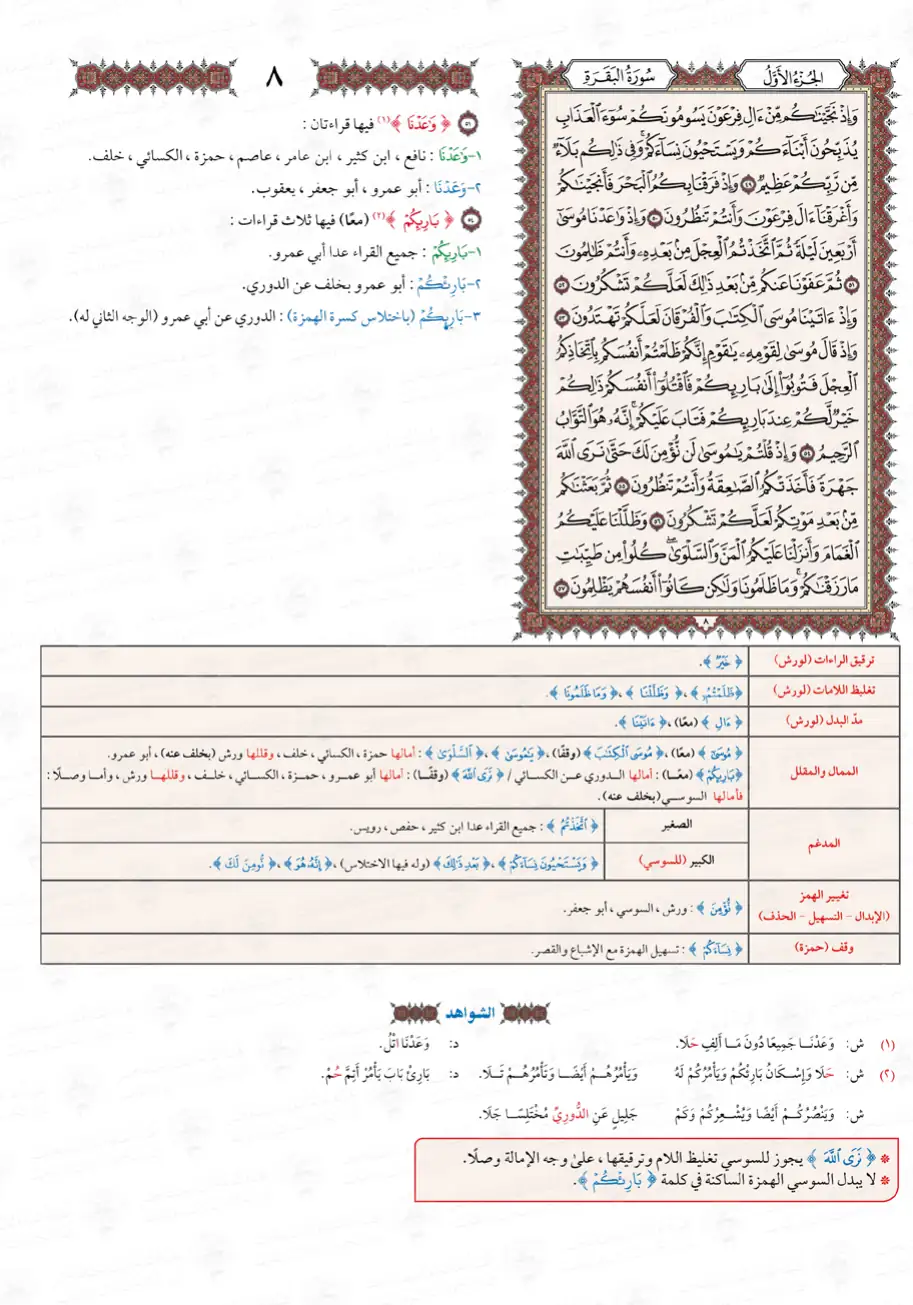 الجزء الأول
سورة البقرة
وَإِذْ نَجَّيْنَٰكُم مِّنْ ءَالِ فِرْعَوْنَ يَسُومُونَكُمْ سُوٓءَ ٱلْعَذَابِ
يُذَبِّحُونَ أَبْنَآءَكُمْ وَيَسْتَحْيُونَ نِسَآءَكُمْ ۚ وَفِى ذَٰلِكُم بَلَآءٌ
مِّن رَّبِّكُمْ عَظِيمٌ ٤٩ وَإِذْ فَرَقْنَا بِكُمُ ٱلْبَحْرَ فَأَنجَيْنَٰكُمْ
وَأَغْرَقْنَآ ءَالَ فِرْعَوْنَ وَأَنتُمْ تَنظُرُونَ ٥٠ وَإِذْ وَٰعَدْنَا مُوسَىٰٓ
أَرْبَعِينَ لَيْلَةً ثُمَّ ٱتَّخَذْتُمُ ٱلْعِجْلَ مِنۢ بَعْدِهِۦ وَأَنتُمْ ظَٰلِمُونَ
٥١ ثُمَّ عَفَوْنَا عَنكُم مِّنۢ بَعْدِ ذَٰلِكَ لَعَلَّكُمْ تَشْكُرُونَ ٥٢
وَإِذْ ءَاتَيْنَا مُوسَى ٱلْكِتَٰبَ وَٱلْفُرْقَانَ لَعَلَّكُمْ تَهْتَدُونَ ٥٣
وَإِذْ قَالَ مُوسَىٰ لِقَوْمِهِۦ يَٰقَوْمِ إِنَّكُمْ ظَلَمْتُمْ أَنفُسَكُم بِٱتِّخَاذِكُمُ
ٱلْعِجْلَ فَتُوبُوٓا۟ إِلَىٰ بَارِئِكُمْ فَٱقْتُلُوٓا۟ أَنفُسَكُمْ ذَٰلِكُمْ
خَيْرٌ لَّكُمْ عِندَ بَارِئِكُمْ فَتَابَ عَلَيْكُمْ ۚ إِنَّهُۥ هُوَ ٱلتَّوَّابُ
ٱلرَّحِيمُ ٥٤ وَإِذْ قُلْتُمْ يَٰمُوسَىٰ لَن نُّؤْمِنَ لَكَ حَتَّىٰ نَرَى ٱللَّهَ
جَهْرَةً فَأَخَذَتْكُمُ ٱلصَّٰعِقَةُ وَأَنتُمْ تَنظُرُونَ ٥٥ ثُمَّ بَعَثْنَٰكُم
مِّنۢ بَعْدِ مَوْتِكُمْ لَعَلَّكُمْ تَشْكُرُونَ ٥٦ وَظَلَّلْنَا عَلَيْكُمُ
ٱلْغَمَامَ وَأَنزَلْنَا عَلَيْكُمُ ٱلْمَنَّ وَٱلسَّلْوَىٰ ۖ كُلُوا۟ مِن طَيِّبَٰتِ
مَا رَزَقْنَٰكُمْ ۖ وَمَا ظَلَمُونَا وَلَٰكِن كَانُوٓا۟ أَنفُسَهُمْ يَظْلِمُونَ ٥٧
٨
٨
٥١ ﴿ وَٰعَدْنَا ﴾(١) فيها قراءتان :
١-وَٰعَدْنَا : نافع ، ابن كثير ، ابن عامر ، عاصم ، حمزة ، الكسائي ، خلف.
٢-وَعَدْنَا : أبو عمرو ، أبو جعفر ، يعقوب.
٥٤ ﴿ بَارِئِكُمْ ﴾(٢) (معًا) فيها ثلاث قراءات :
١-بَارِئِكُمْ : جميع القراء عدا أبي عمرو.
٢-بَارِئْكُمْ : أبو عمرو بخلف عن الدوري.
٣-بَارِئِكُمْ (باختلاس كسرة الهمزة) : الدوري عن أبي عمرو (الوجه الثاني له).
ترقيق الراءات (لورش) ﴿ خَيْرٌ ﴾.
تغليظ اللامات (لورش) ﴿ظَلَمْتُمْ﴾ ، ﴿ وَظَلَّلْنَا ﴾ ، ﴿ وَمَا ظَلَمُونَا ﴾.
مدّ البدل (لورش) ﴿ ءَالِ ﴾ (معًا) ، ﴿ ءَاتَيْنَا ﴾.
الممال والمقلل ﴿ مُوسَىٰ ﴾ (معًا) ، ﴿ مُوسَى ٱلْكِتَٰبَ ﴾ (وقفًا) ، ﴿ يَٰمُوسَىٰ ﴾ ، ﴿ ٱلسَّلْوَىٰ ﴾ : أمالها حمزة ، الكسائي ، خلف ، وقللها ورش (بخلف عنه) ، أبو عمرو.
﴿بَارِئِكُمْ﴾ (معًا) : أمالها الدوري عن الكسائي / ﴿ نَرَى ٱللَّهَ ﴾ (وقفًا) : أمالها أبو عمرو ، حمزة ، الكسائي ، خلف ، وقللها ورش ، وأما وصلًا :
فأمالها السوسي (بخلف عنه).
المدغم
الصغير ﴿ ٱتَّخَذْتُمُ ﴾ : جميع القراء عدا ابن كثير ، حفص ، رويس.
الكبير (للسوسي) ﴿ وَيَسْتَحْيُونَ نِسَآءَكُمْ ﴾ ، ﴿ بَعْدِ ذَٰلِكَ ﴾ (وله فيها الاختلاس) ، ﴿ إِنَّهُۥ هُوَ ﴾ ، ﴿ نُّومِنَ لَكَ ﴾.
تغيير الهمز
(الإبدال - التسهيل - الحذف) ﴿ نُّؤْمِنَ ﴾ : ورش ، السوسي ، أبو جعفر.
وقف (حمزة) ﴿ نِسَآءَكُمْ ﴾ : تسهيل الهمزة مع الإشباع والقصر.
الشواهد
(١) ش: وَعَدْنَا جَمِيعًا دُونَ مَا أَلِفٍ حَلَا. د: وَعَدْنَا اتْلُ.
(٢) ش: حَلَا وَإِسْكَانُ بَارِئْكُمْ وَيَأْمُرُكُمْ لَهُ وَيَأْمُرُهُمْ أَيْضًا وَتَأْمُرُهُمْ تَلَا. د: بَارِئْ بَابَ يَأْمُرْ أَتِمَّ حُمْ.
ش: وَيَنْصُرُكُمْ أَيْضًا وَيُشْعِرُكُمْ وَكَمْ جَلِيلٍ عَنِ الدُّورِيِّ مُخْتَلِسًا جَلَا.
* ﴿ نَرَى ٱللَّهَ ﴾ يجوز للسوسي تغليظ اللام وترقيقها ، على وجه الإمالة وصلًا.
* لا يبدل السوسي الهمزة الساكنة في كلمة ﴿ بَارِئْكُمْ ﴾.